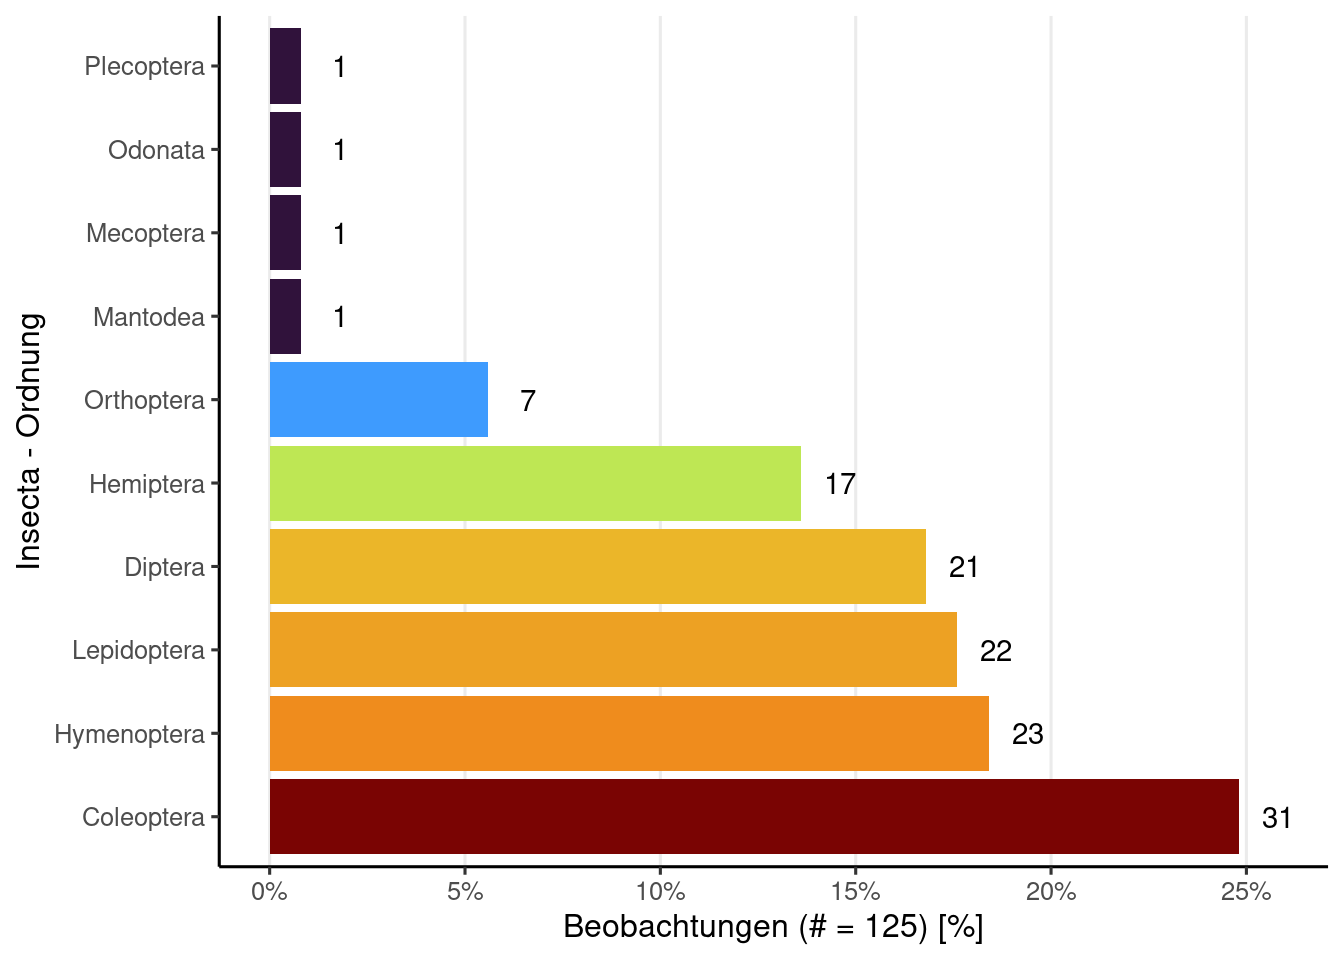 Insecta - Ordnung
Plecoptera 1
Odonata 1
Mecoptera 1
Mantodea 1
Orthoptera 7
Hemiptera 17
Diptera 21
Lepidoptera 22
Hymenoptera 23
Coleoptera 31
0% 5% 10% 15% 20% 25%
Beobachtungen (# = 125) [%]